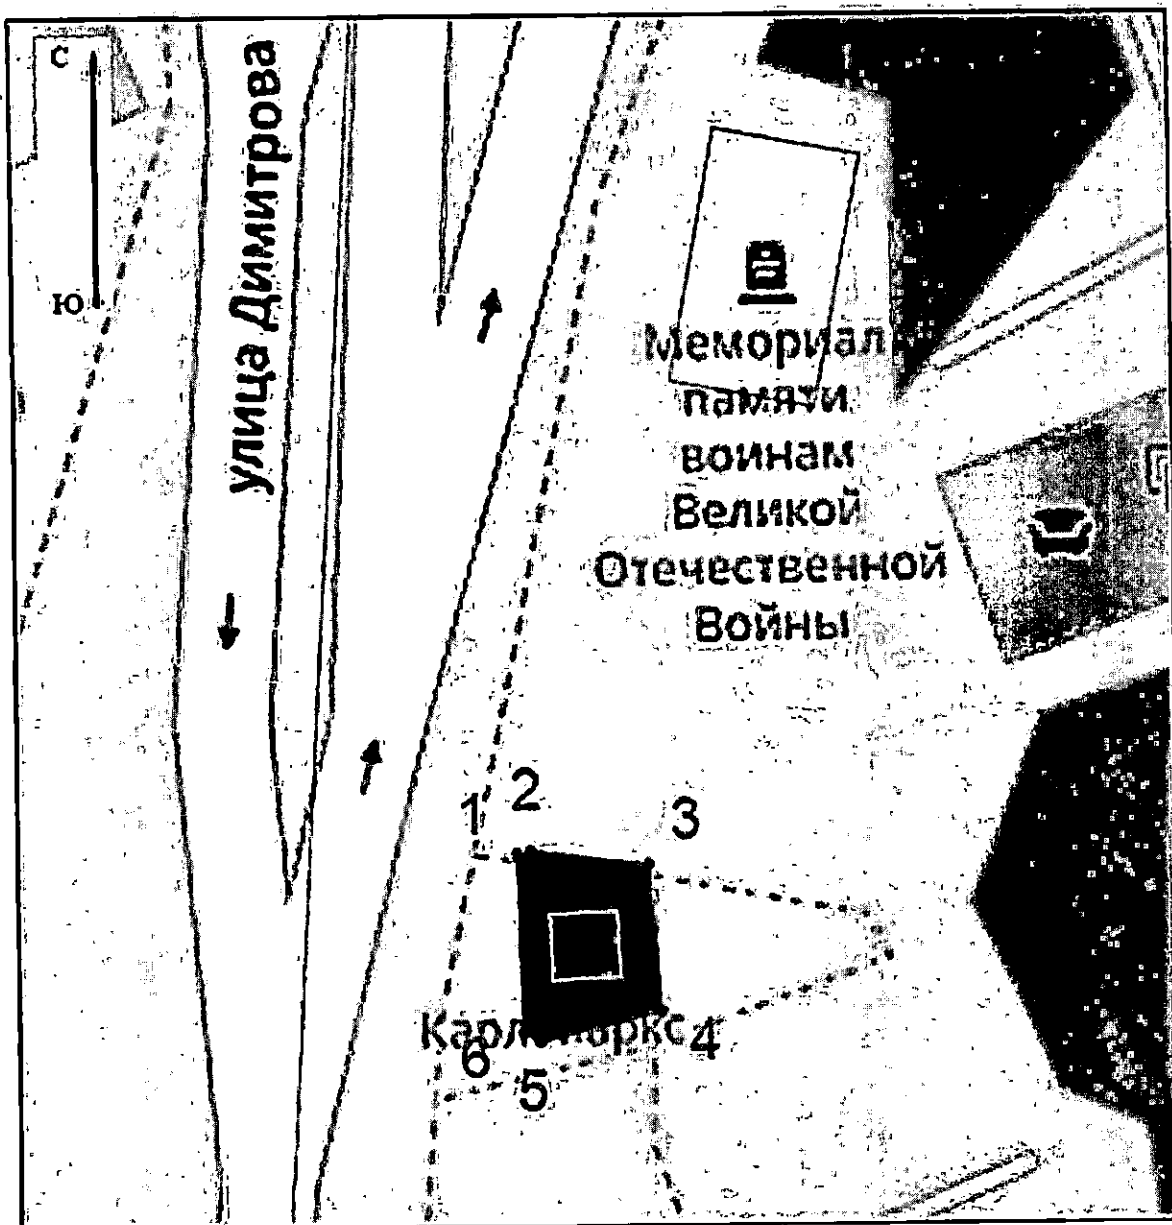 С
Ю
улица Димитрова
Мемориал
памяти
воинам
Великой
Отечественной
Войны
1
2
3
4
5
6